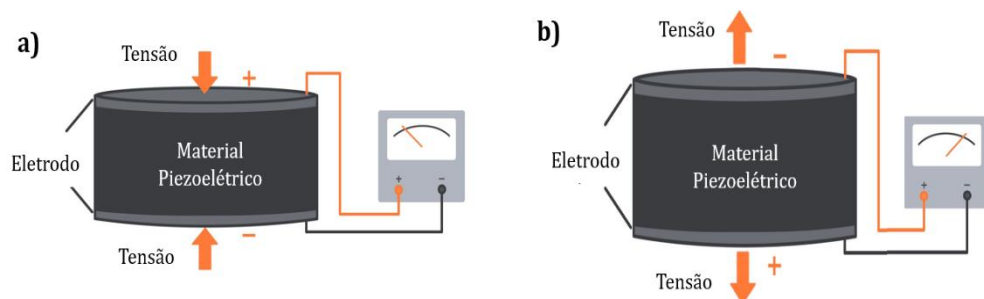 a)
Tensão
+
Eletrodo
Material
Piezoelétrico
+ −
−
Tensão
b)
Tensão
−
Eletrodo
Material
Piezoelétrico
+ −
+
Tensão